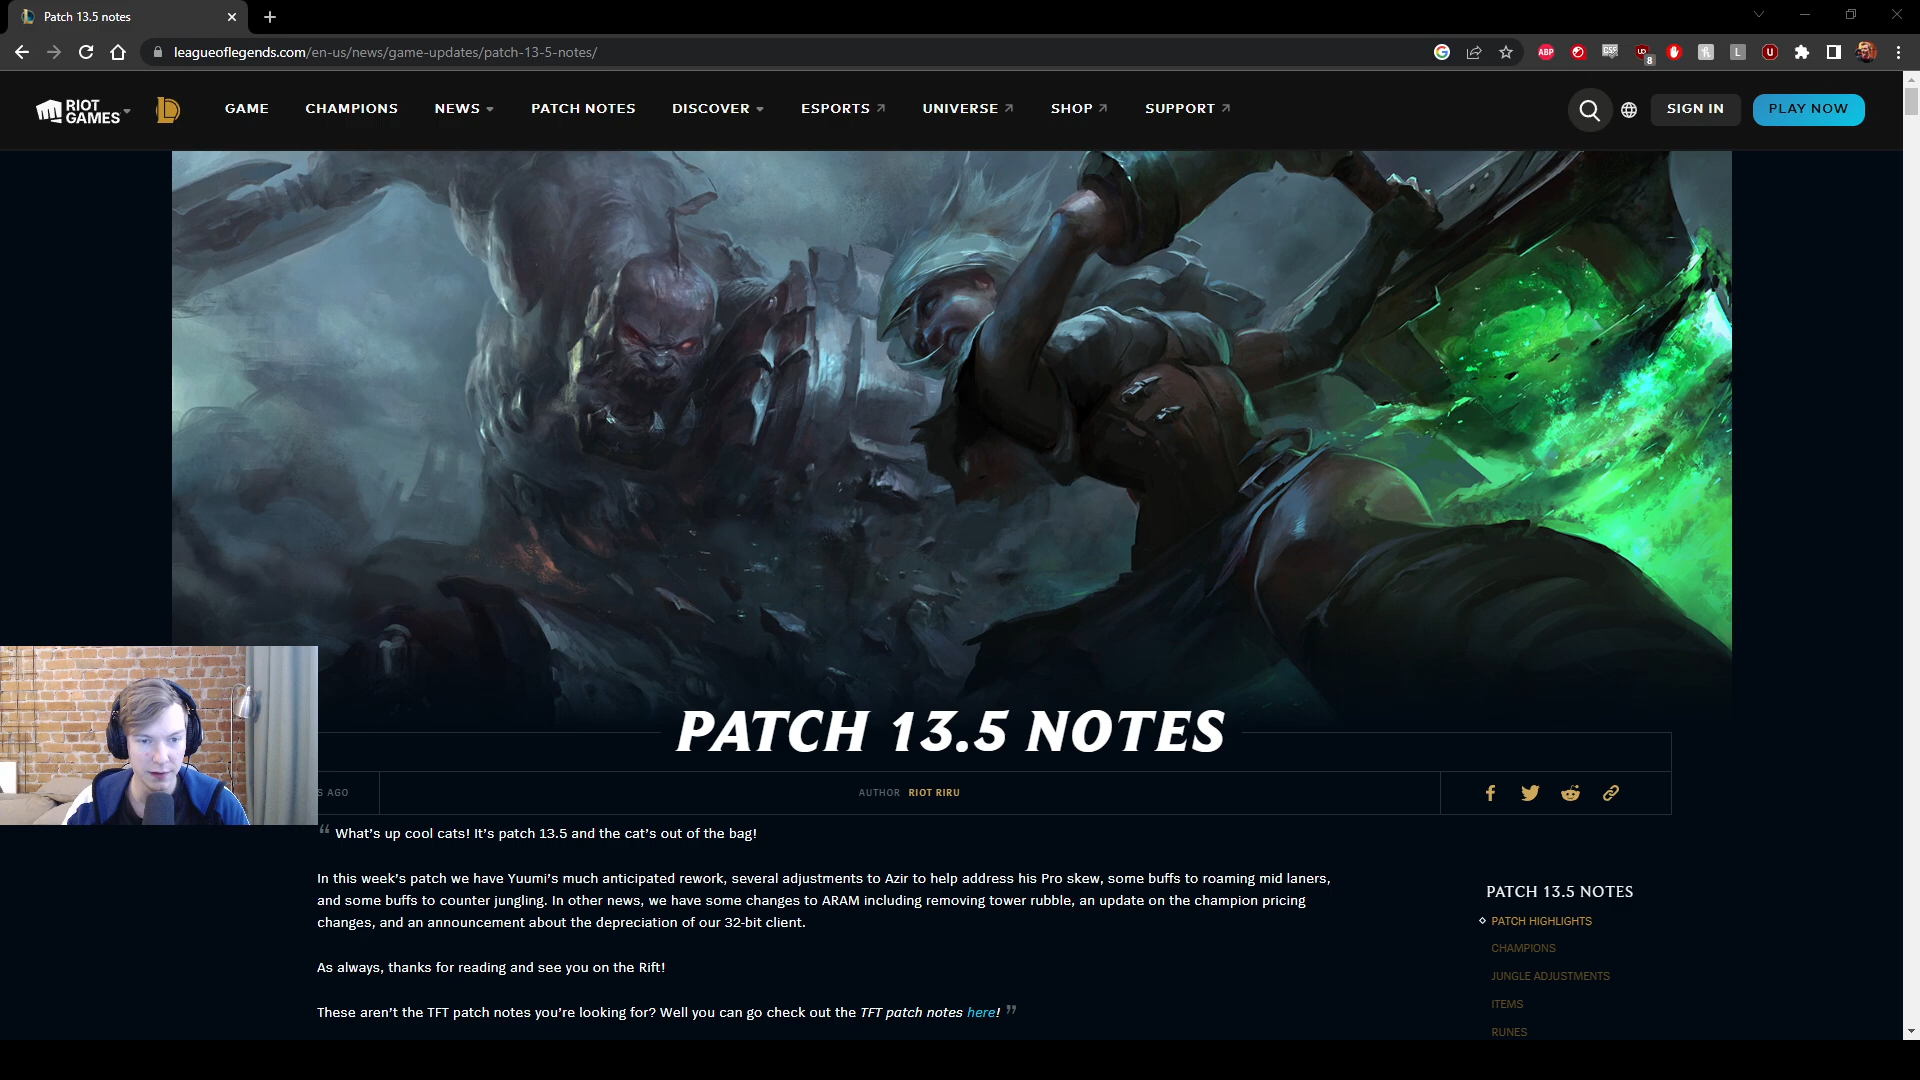 Patch 13.5 notes
leagueoflegends.com/en-us/news/game-updates/patch-13-5-notes/
ABP
8
L
RIOT GAMES
GAME
CHAMPIONS
NEWS
PATCH NOTES
DISCOVER
ESPORTS
UNIVERSE
SHOP
SUPPORT
SIGN IN
PLAY NOW
PATCH 13.5 NOTES
S AGO
AUTHOR RIOT RIRU
“ What’s up cool cats! It’s patch 13.5 and the cat’s out of the bag!
In this week’s patch we have Yuumi’s much anticipated rework, several adjustments to Azir to help address his Pro skew, some buffs to roaming mid laners,
and some buffs to counter jungling. In other news, we have some changes to ARAM including removing tower rubble, an update on the champion pricing
changes, and an announcement about the depreciation of our 32-bit client.
As always, thanks for reading and see you on the Rift!
These aren’t the TFT patch notes you’re looking for? Well you can go check out the TFT patch notes here! ”
PATCH 13.5 NOTES
PATCH HIGHLIGHTS
CHAMPIONS
JUNGLE ADJUSTMENTS
ITEMS
RUNES